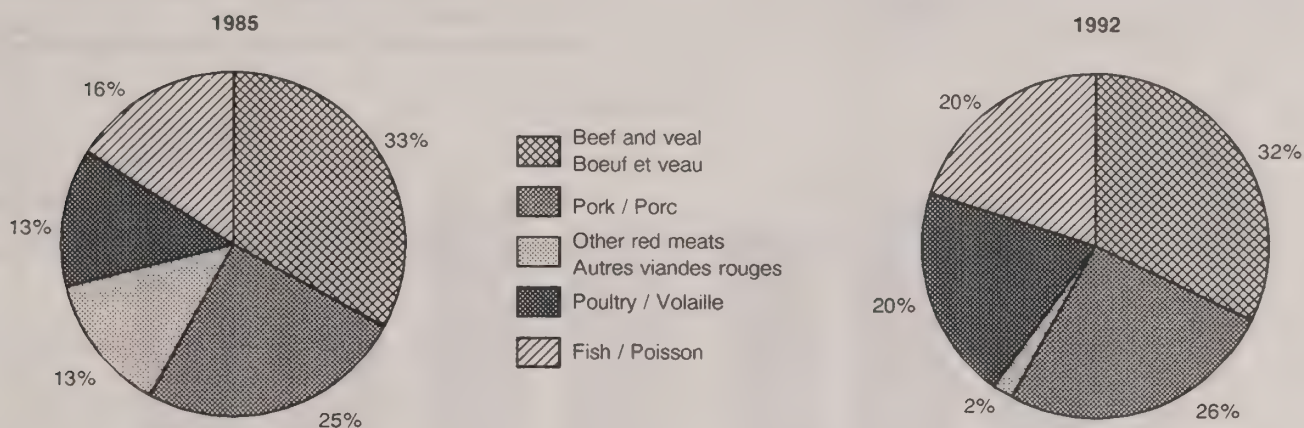 1985
16%
33%
13%
13%
25%
Beef and veal
Boeuf et veau
Pork / Porc
Other red meats
Autres viandes rouges
Poultry / Volaille
Fish / Poisson
1992
20%
32%
20%
2%
26%